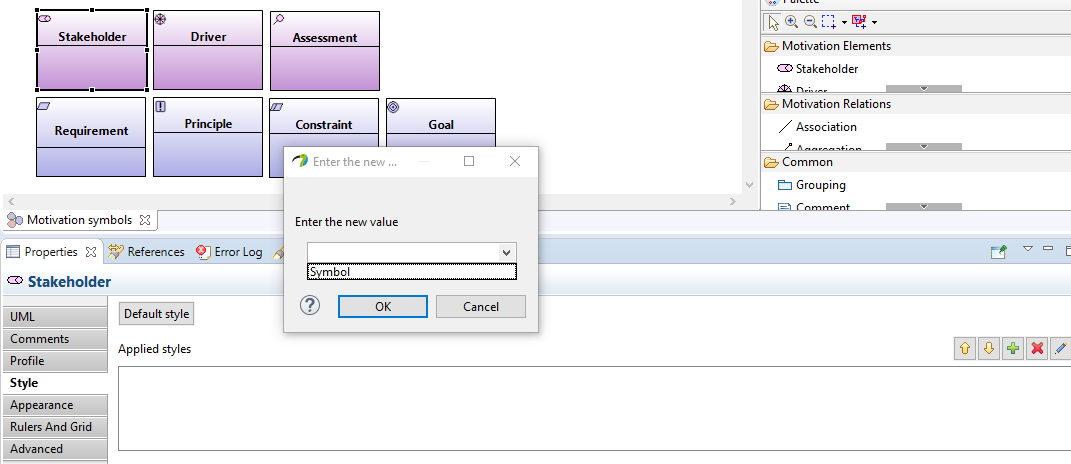 Palette
Stakeholder
Driver
Assessment
Motivation Elements
Stakeholder
Driver
Requirement
Principle
Constraint
Goal
Motivation Relations
Association
Aggregation
Common
Grouping
Comment
Enter the new ...
Enter the new value
Symbol
OK
Cancel
Motivation symbols
Properties
References
Error Log
Stakeholder
UML
Comments
Profile
Style
Appearance
Rulers And Grid
Advanced
Default style
Applied styles